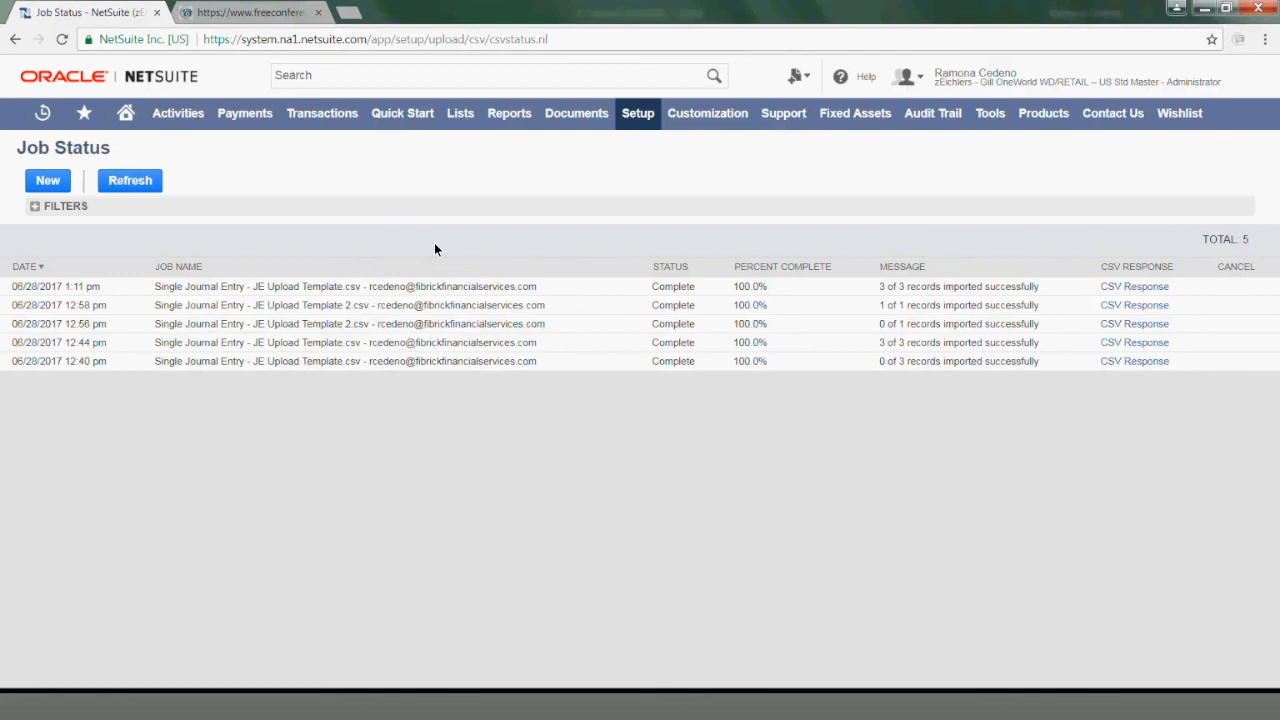 Job Status - NetSuite (zE
https://www.freeconfere
NetSuite Inc. [US] https://system.na1.netsuite.com/app/setup/upload/csv/csvstatus.nl
ORACLE NETSUITE
Search
Help
Ramona Cedeno
zEichlers - Gill OneWorld WD/RETAIL – US Std Master - Administrator
Activities Payments Transactions Quick Start Lists Reports Documents Setup Customization Support Fixed Assets Audit Trail Tools Products Contact Us Wishlist
Job Status
New Refresh
FILTERS
TOTAL: 5
DATE JOB NAME STATUS PERCENT COMPLETE MESSAGE CSV RESPONSE CANCEL
06/28/2017 1:11 pm Single Journal Entry - JE Upload Template.csv - rcedeno@fibrickfinancialservices.com Complete 100.0% 3 of 3 records imported successfully CSV Response
06/28/2017 12:58 pm Single Journal Entry - JE Upload Template 2.csv - rcedeno@fibrickfinancialservices.com Complete 100.0% 1 of 1 records imported successfully CSV Response
06/28/2017 12:56 pm Single Journal Entry - JE Upload Template 2.csv - rcedeno@fibrickfinancialservices.com Complete 100.0% 0 of 1 records imported successfully CSV Response
06/28/2017 12:44 pm Single Journal Entry - JE Upload Template.csv - rcedeno@fibrickfinancialservices.com Complete 100.0% 3 of 3 records imported successfully CSV Response
06/28/2017 12:40 pm Single Journal Entry - JE Upload Template.csv - rcedeno@fibrickfinancialservices.com Complete 100.0% 0 of 3 records imported successfully CSV Response